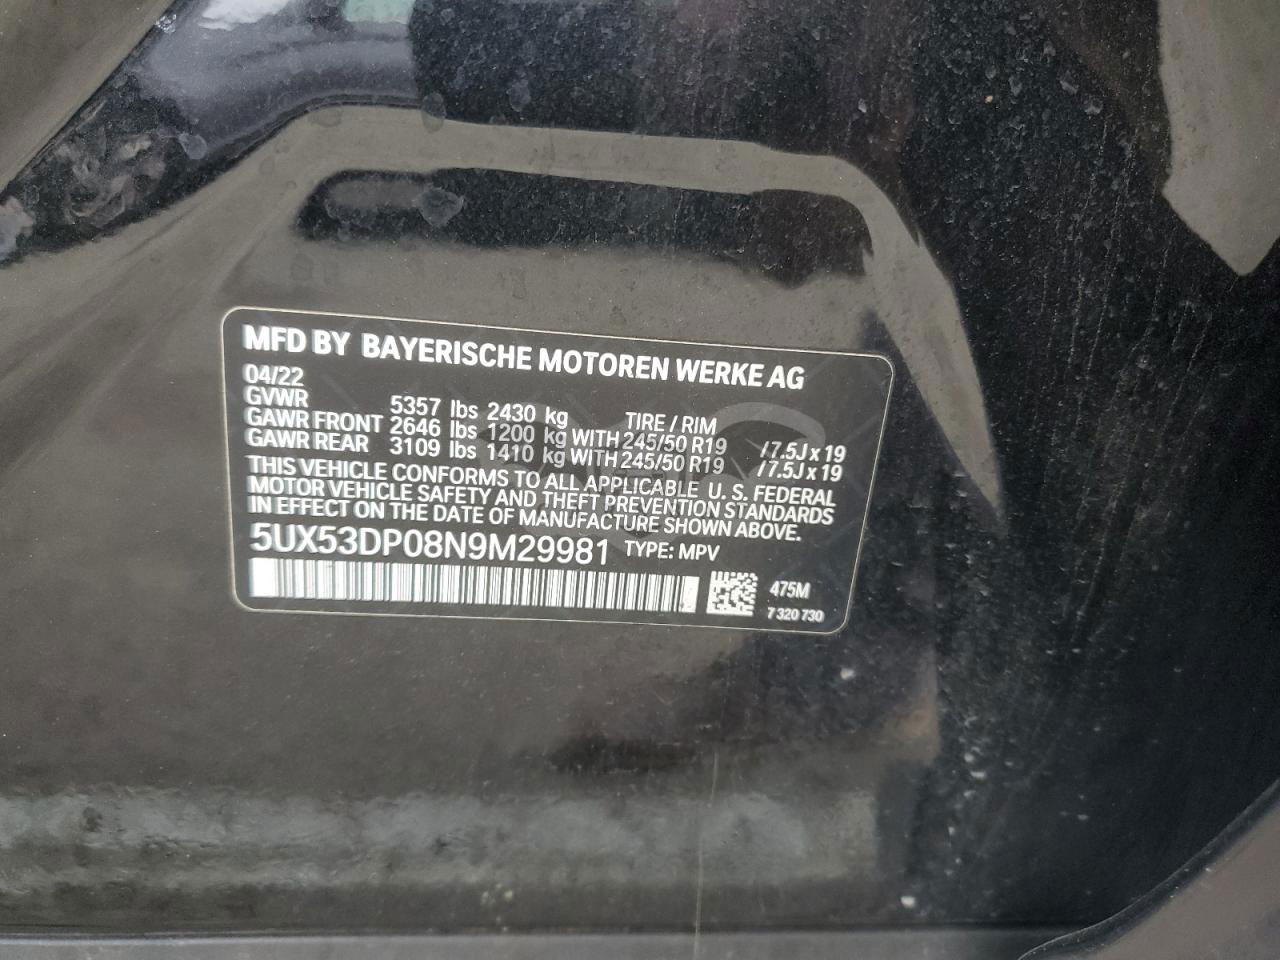 MFD BY BAYERISCHE MOTOREN WERKE AG
04/22
GVWR 5357 lbs 2430 kg TIRE / RIM
GAWR FRONT 2646 lbs 1200 kg WITH 245/50 R19 /7.5J x 19
GAWR REAR 3109 lbs 1410 kg WITH 245/50 R19 /7.5J x 19
THIS VEHICLE CONFORMS TO ALL APPLICABLE U. S. FEDERAL
MOTOR VEHICLE SAFETY AND THEFT PREVENTION STANDARDS
IN EFFECT ON THE DATE OF MANUFACTURE SHOWN ABOVE.
5UX53DP08N9M29981 TYPE: MPV
475M
7 320 730